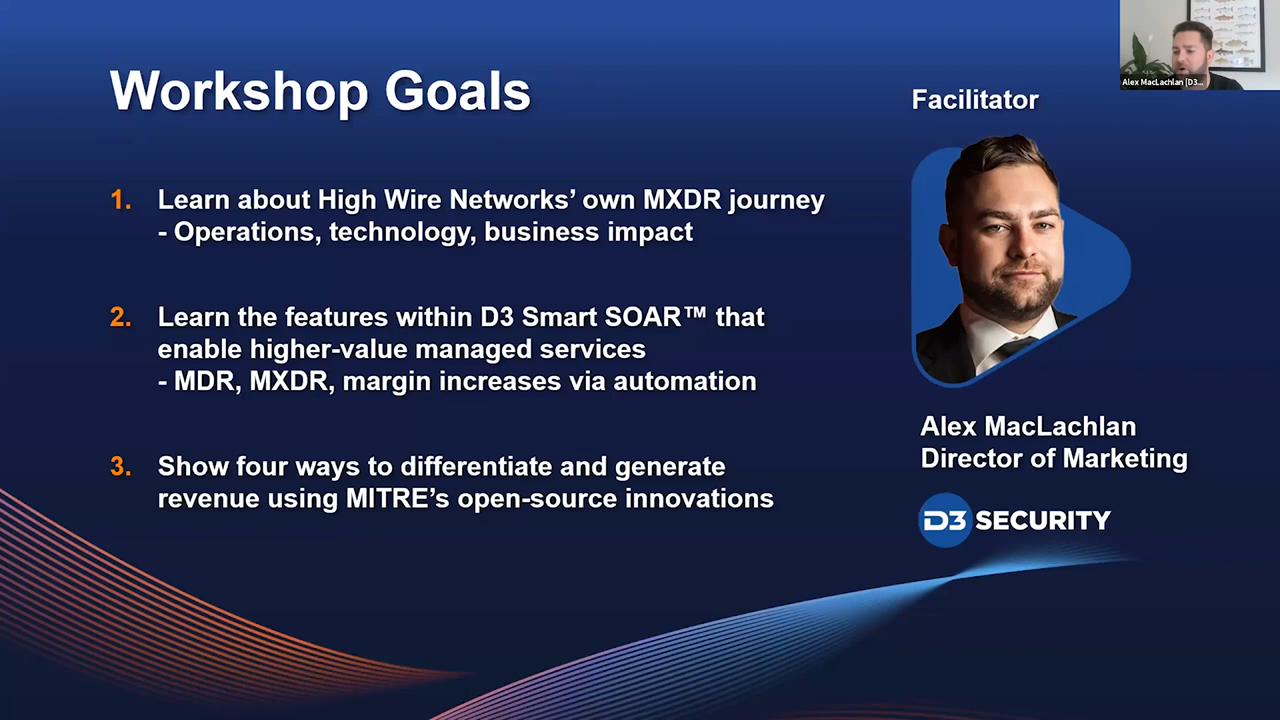 Workshop Goals
1. Learn about High Wire Networks’ own MXDR journey
- Operations, technology, business impact
2. Learn the features within D3 Smart SOAR™ that
enable higher-value managed services
- MDR, MXDR, margin increases via automation
3. Show four ways to differentiate and generate
revenue using MITRE’s open-source innovations
Facilitator
Alex MacLachlan
Director of Marketing
D3 SECURITY
Alex MacLachlan (D3...